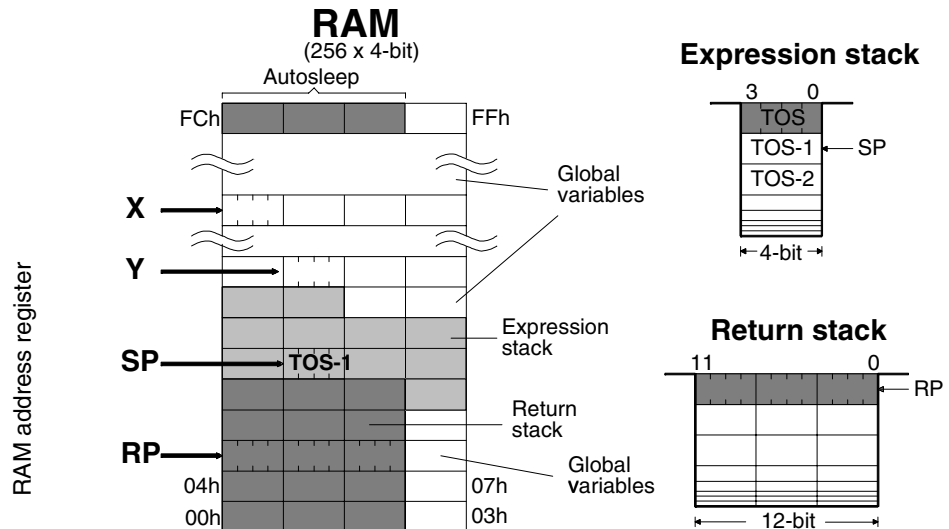 RAM
(256 x 4-bit)
Autosleep
FCh
FFh
Global
variables
X
Y
SP
TOS-1
Expression
stack
RP
Return
stack
04h
07h
Global
variables
00h
03h
RAM address register
Expression stack
3 0
TOS
TOS-1
SP
TOS-2
4-bit
Return stack
11 0
RP
12-bit